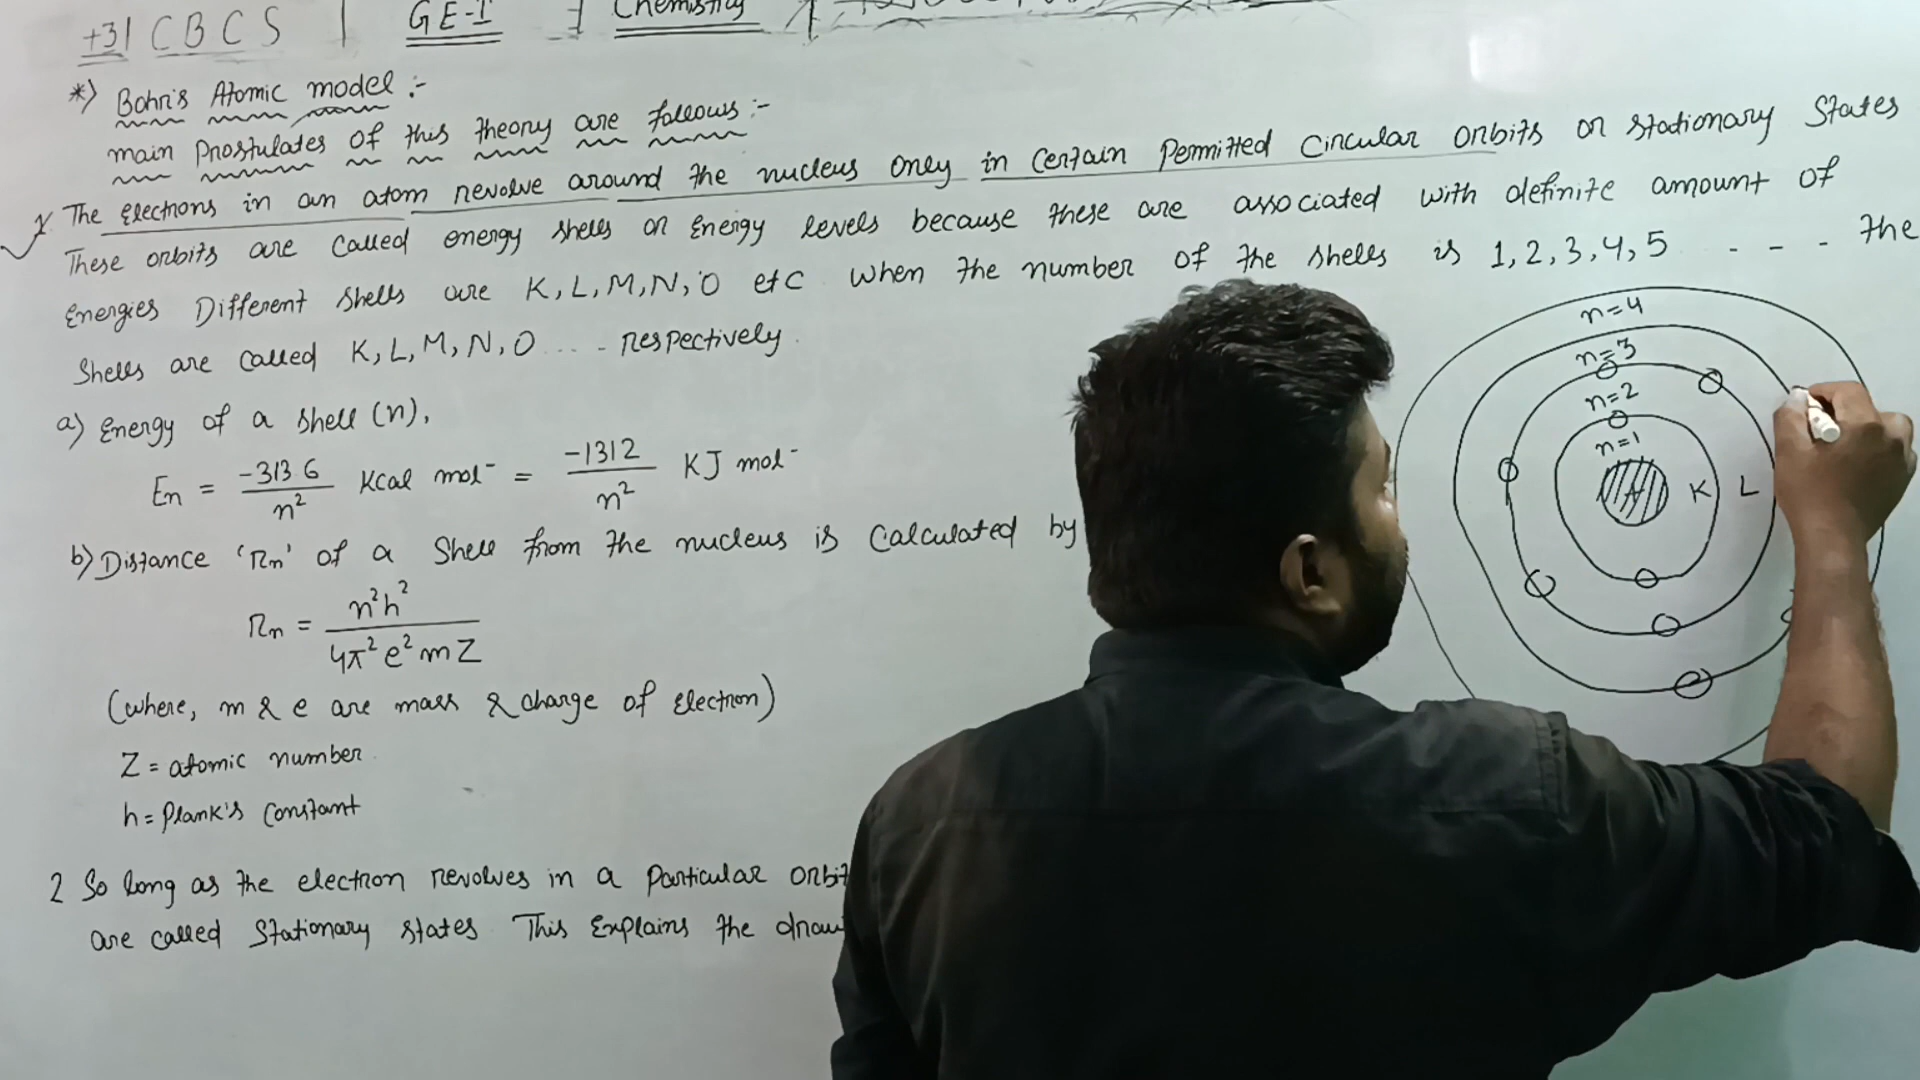 +31 CBCS | GE-I | Chemistry
*) Bohr's Atomic model :-
main Prostulates of this theory are follows :-
1. The Electrons in an atom revolve around the nucleus only in Certain Permitted Circular orbits or stationary States
These orbits are Called energy shells or Energy levels because these are associated with definite amount of
Energies Different Shells are K, L, M, N, O etc when the number of the shells is 1, 2, 3, 4, 5 - - - the
Shells are called K, L, M, N, O .... respectively.
a) Energy of a shell (n),
En = -313 6 / n² Kcal mol⁻ = -1312 / n² KJ mol⁻
b) Distance 'rn' of a Shell from the nucleus is Calculated by
rn = n²h² / 4π²e²mZ
(where, m & e are mass & charge of electron)
Z = atomic number
h = Plank's Constant
2 So long as the electron revolves in a Particular orbit
are called Stationary states This Explains the
n=4
n=3
n=2
n=1
K L